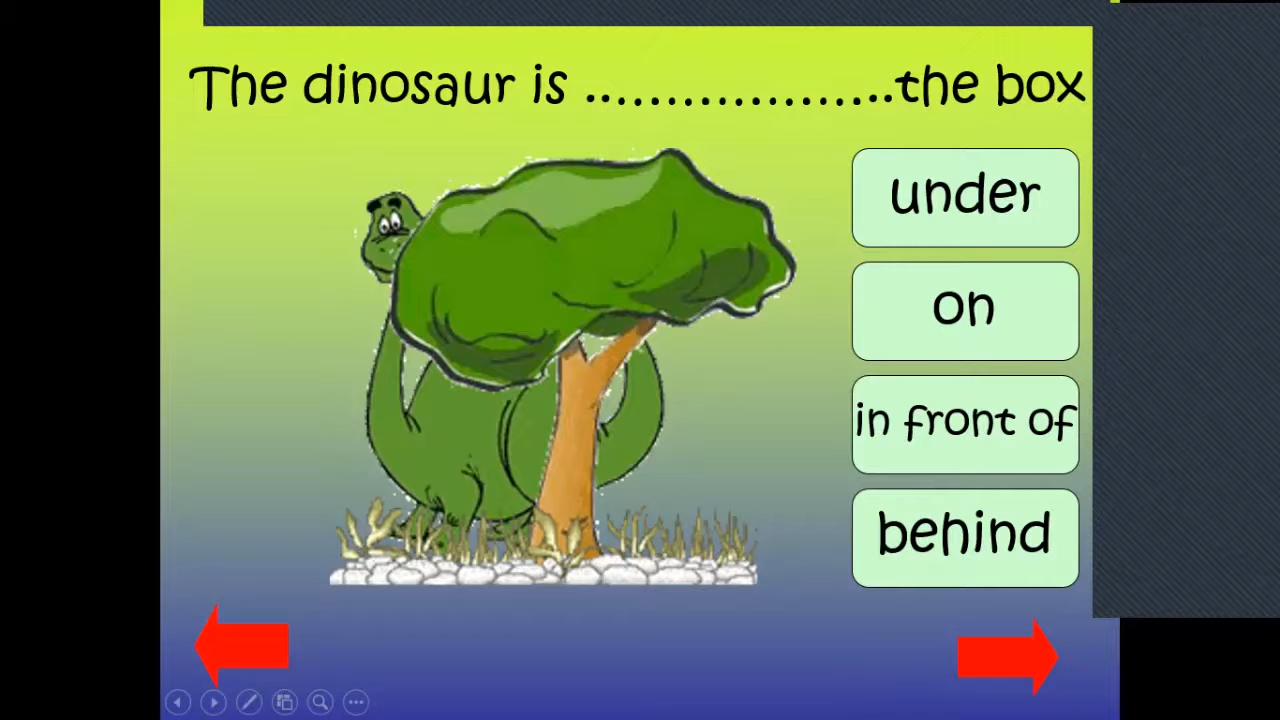 The dinosaur is ....................the box
under
on
in front of
behind